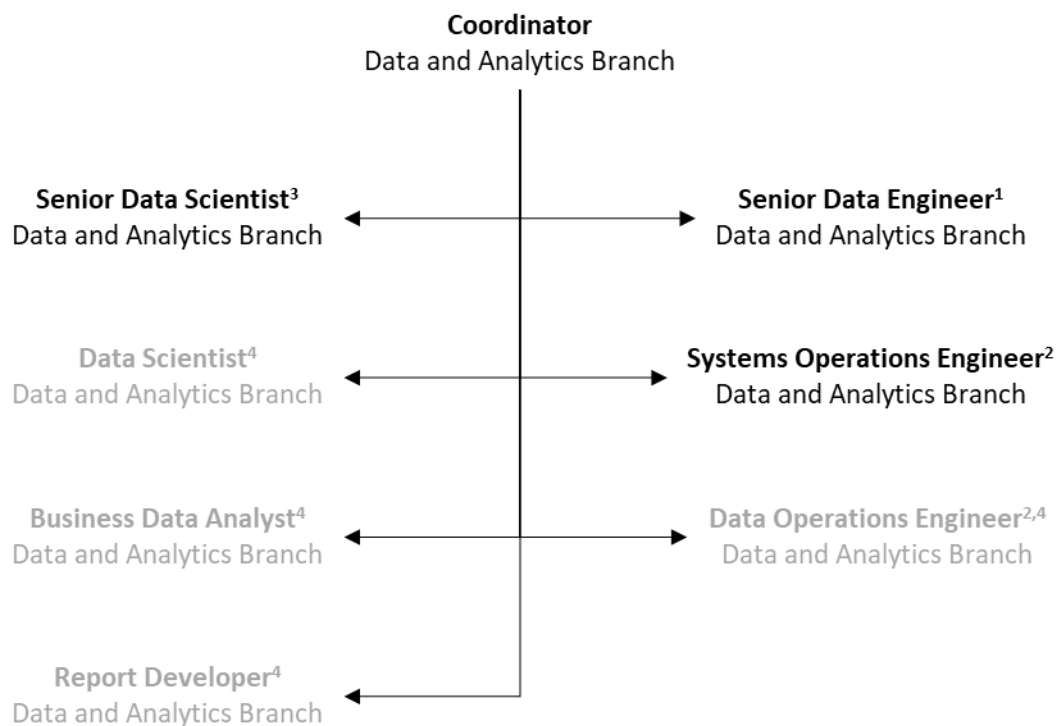 Coordinator
Data and Analytics Branch
Senior Data Scientist³
Data and Analytics Branch
Senior Data Engineer¹
Data and Analytics Branch
Data Scientist⁴
Data and Analytics Branch
Systems Operations Engineer²
Data and Analytics Branch
Business Data Analyst⁴
Data and Analytics Branch
Data Operations Engineer²,⁴
Data and Analytics Branch
Report Developer⁴
Data and Analytics Branch